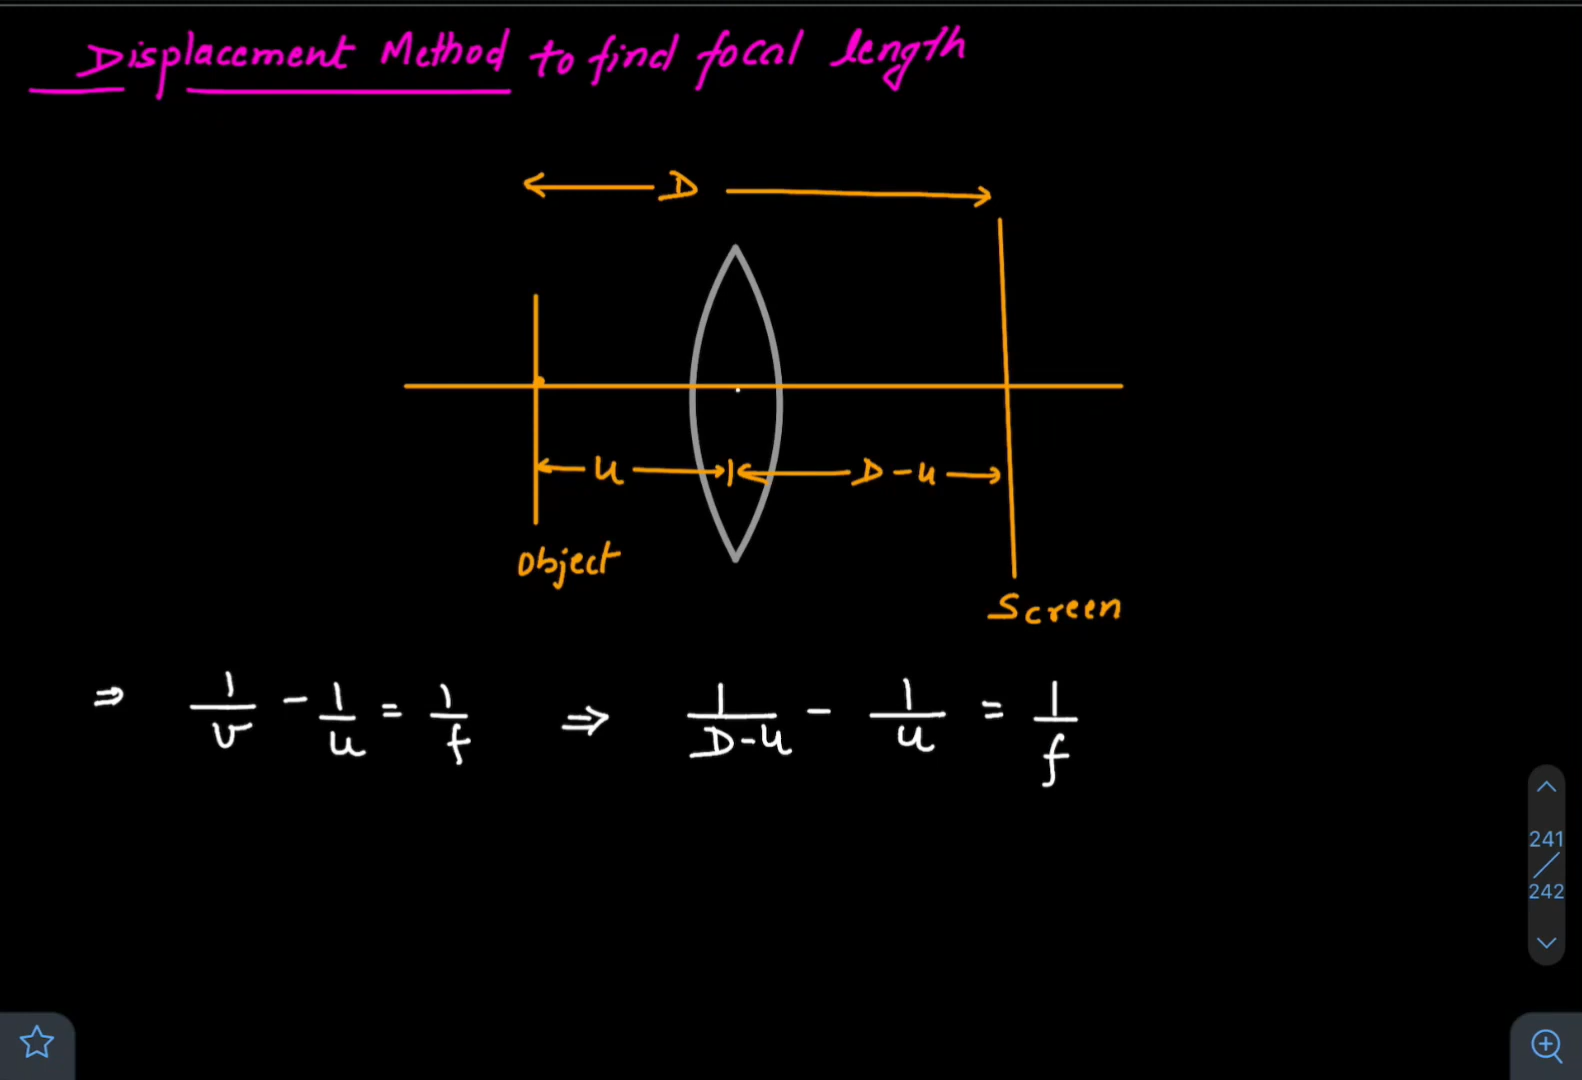 Displacement Method to find focal length
D
u D-u
Object
Screen
⇒ 1/v - 1/u = 1/f ⇒ 1/D-u - 1/u = 1/f
241
/
242